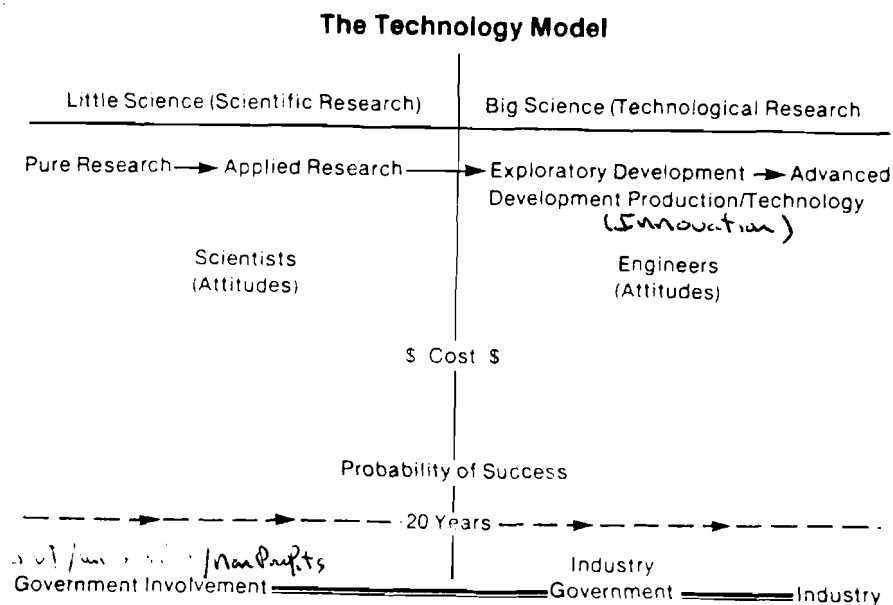 The Technology Model
Little Science (Scientific Research)
Big Science (Technological Research
Pure Research Applied Research Exploratory Development Advanced
Development Production/Technology
(Innovation)
Scientists
(Attitudes)
Engineers
(Attitudes)
$ Cost $
Probability of Success
20 Years
/NonProfits
Industry
Government Involvement Government Industry